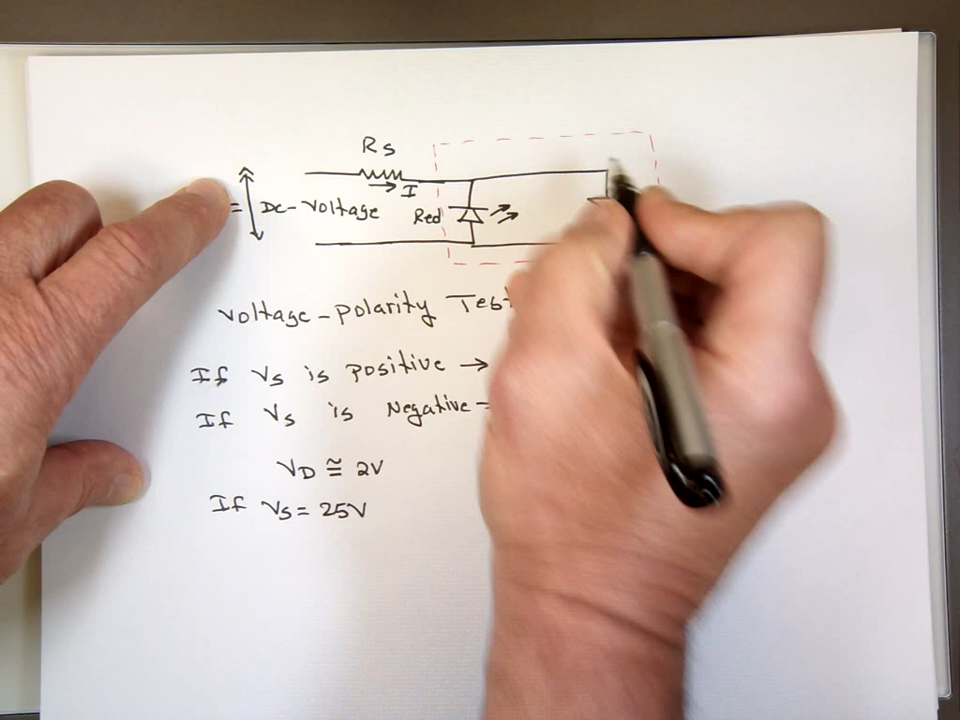 Rs
I
= DC-Voltage
Red
Voltage-polarity
If Vs is positive →
If Vs is Negative
VD ≅ 2V
If Vs = 25V